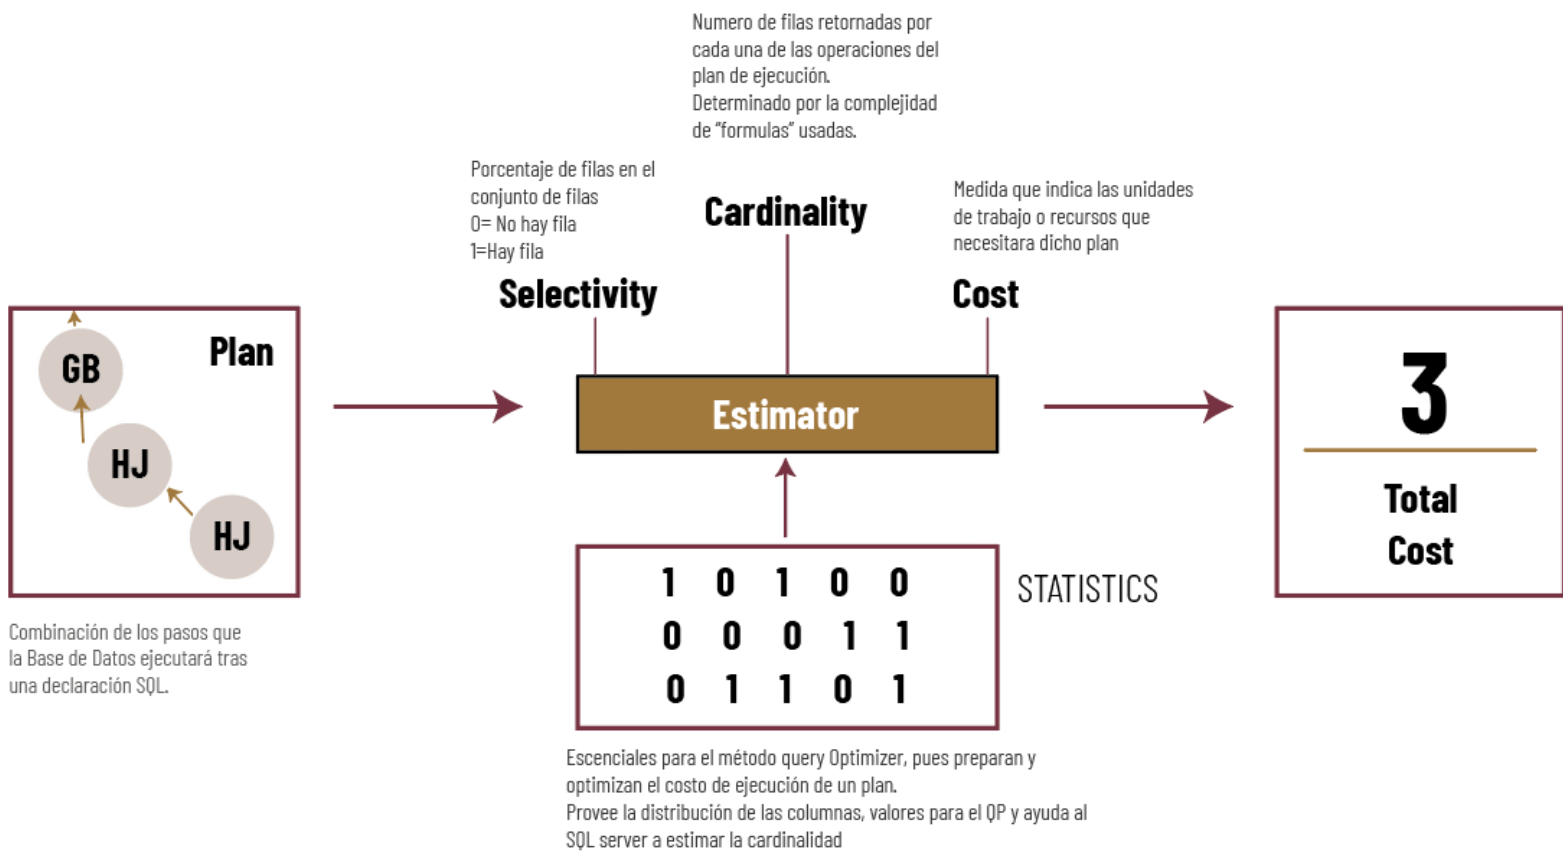 Numero de filas retornadas por
cada una de las operaciones del
plan de ejecución.
Determinado por la complejidad
de "formulas" usadas.
Porcentaje de filas en el
conjunto de filas
0= No hay fila
1=Hay fila
Cardinality
Medida que indica las unidades
de trabajo o recursos que
necesitara dicho plan
Selectivity
Cost
Plan
GB
HJ
HJ
Estimator
3
Total
Cost
1 0 1 0 0
0 0 0 1 1
0 1 1 0 1
STATISTICS
Combinación de los pasos que
la Base de Datos ejecutará tras
una declaración SQL.
Escenciales para el método query Optimizer, pues preparan y
optimizan el costo de ejecución de un plan.
Provee la distribución de las columnas, valores para el QP y ayuda al
SQL server a estimar la cardinalidad